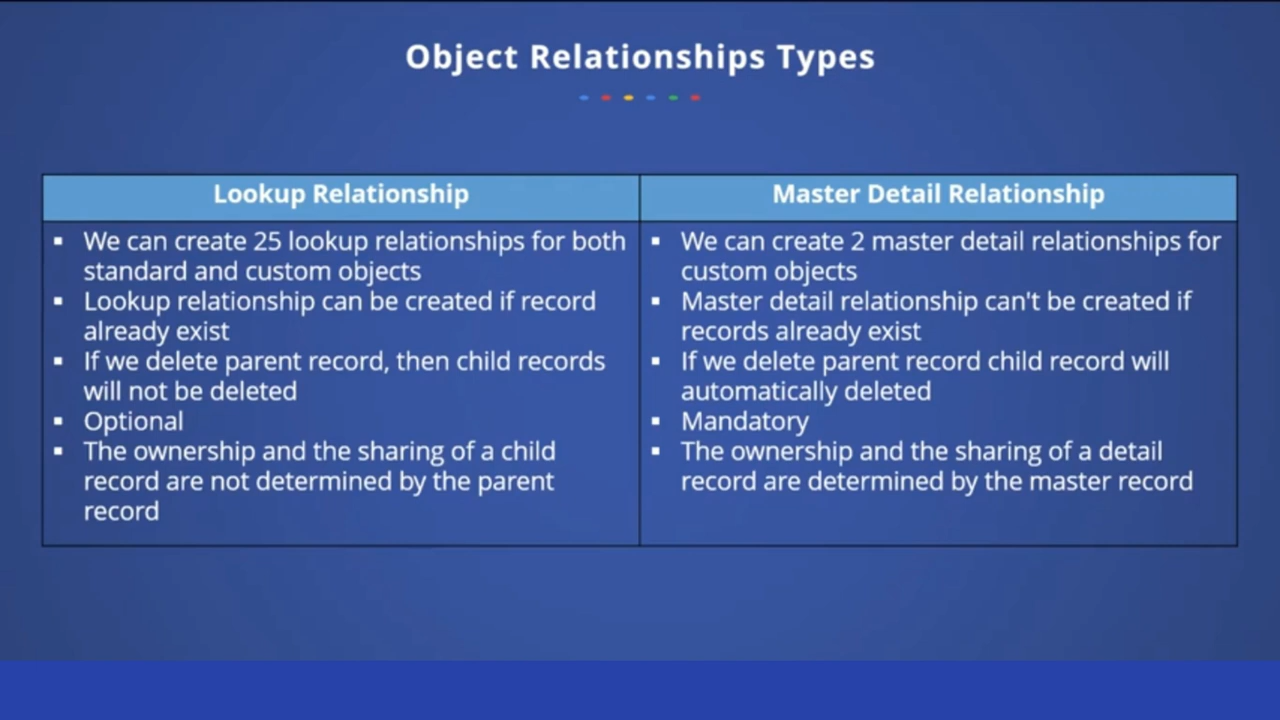 Object Relationships Types
Lookup Relationship
▪ We can create 25 lookup relationships for both
standard and custom objects
▪ Lookup relationship can be created if record
already exist
▪ If we delete parent record, then child records
will not be deleted
▪ Optional
▪ The ownership and the sharing of a child
record are not determined by the parent
record
Master Detail Relationship
▪ We can create 2 master detail relationships for
custom objects
▪ Master detail relationship can't be created if
records already exist
▪ If we delete parent record child record will
automatically deleted
▪ Mandatory
▪ The ownership and the sharing of a detail
record are determined by the master record